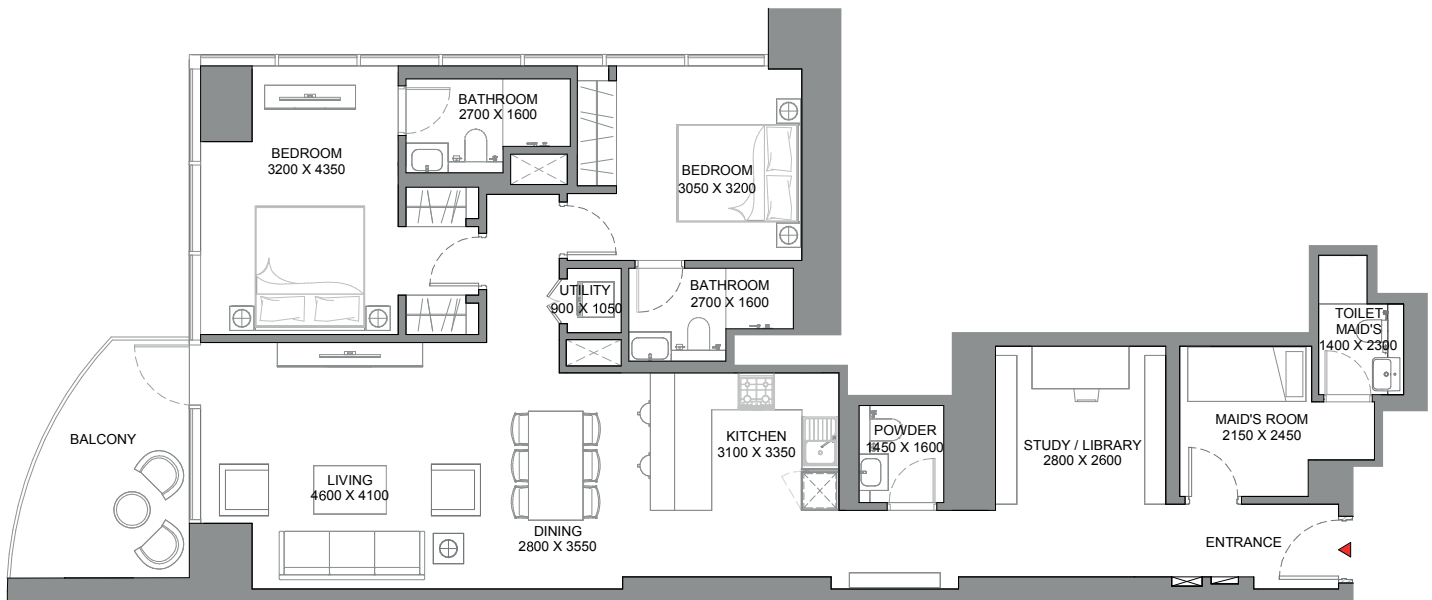 BATHROOM
2700 X 1600
BEDROOM
3200 X 4350
BEDROOM
3050 X 3200
UTILITY
900 X 1050
BATHROOM
2700 X 1600
TOILET
MAID'S
1400 X 2300
BALCONY
LIVING
4600 X 4100
DINING
2800 X 3550
KITCHEN
3100 X 3350
POWDER
1450 X 1600
STUDY / LIBRARY
2800 X 2600
MAID'S ROOM
2150 X 2450
ENTRANCE